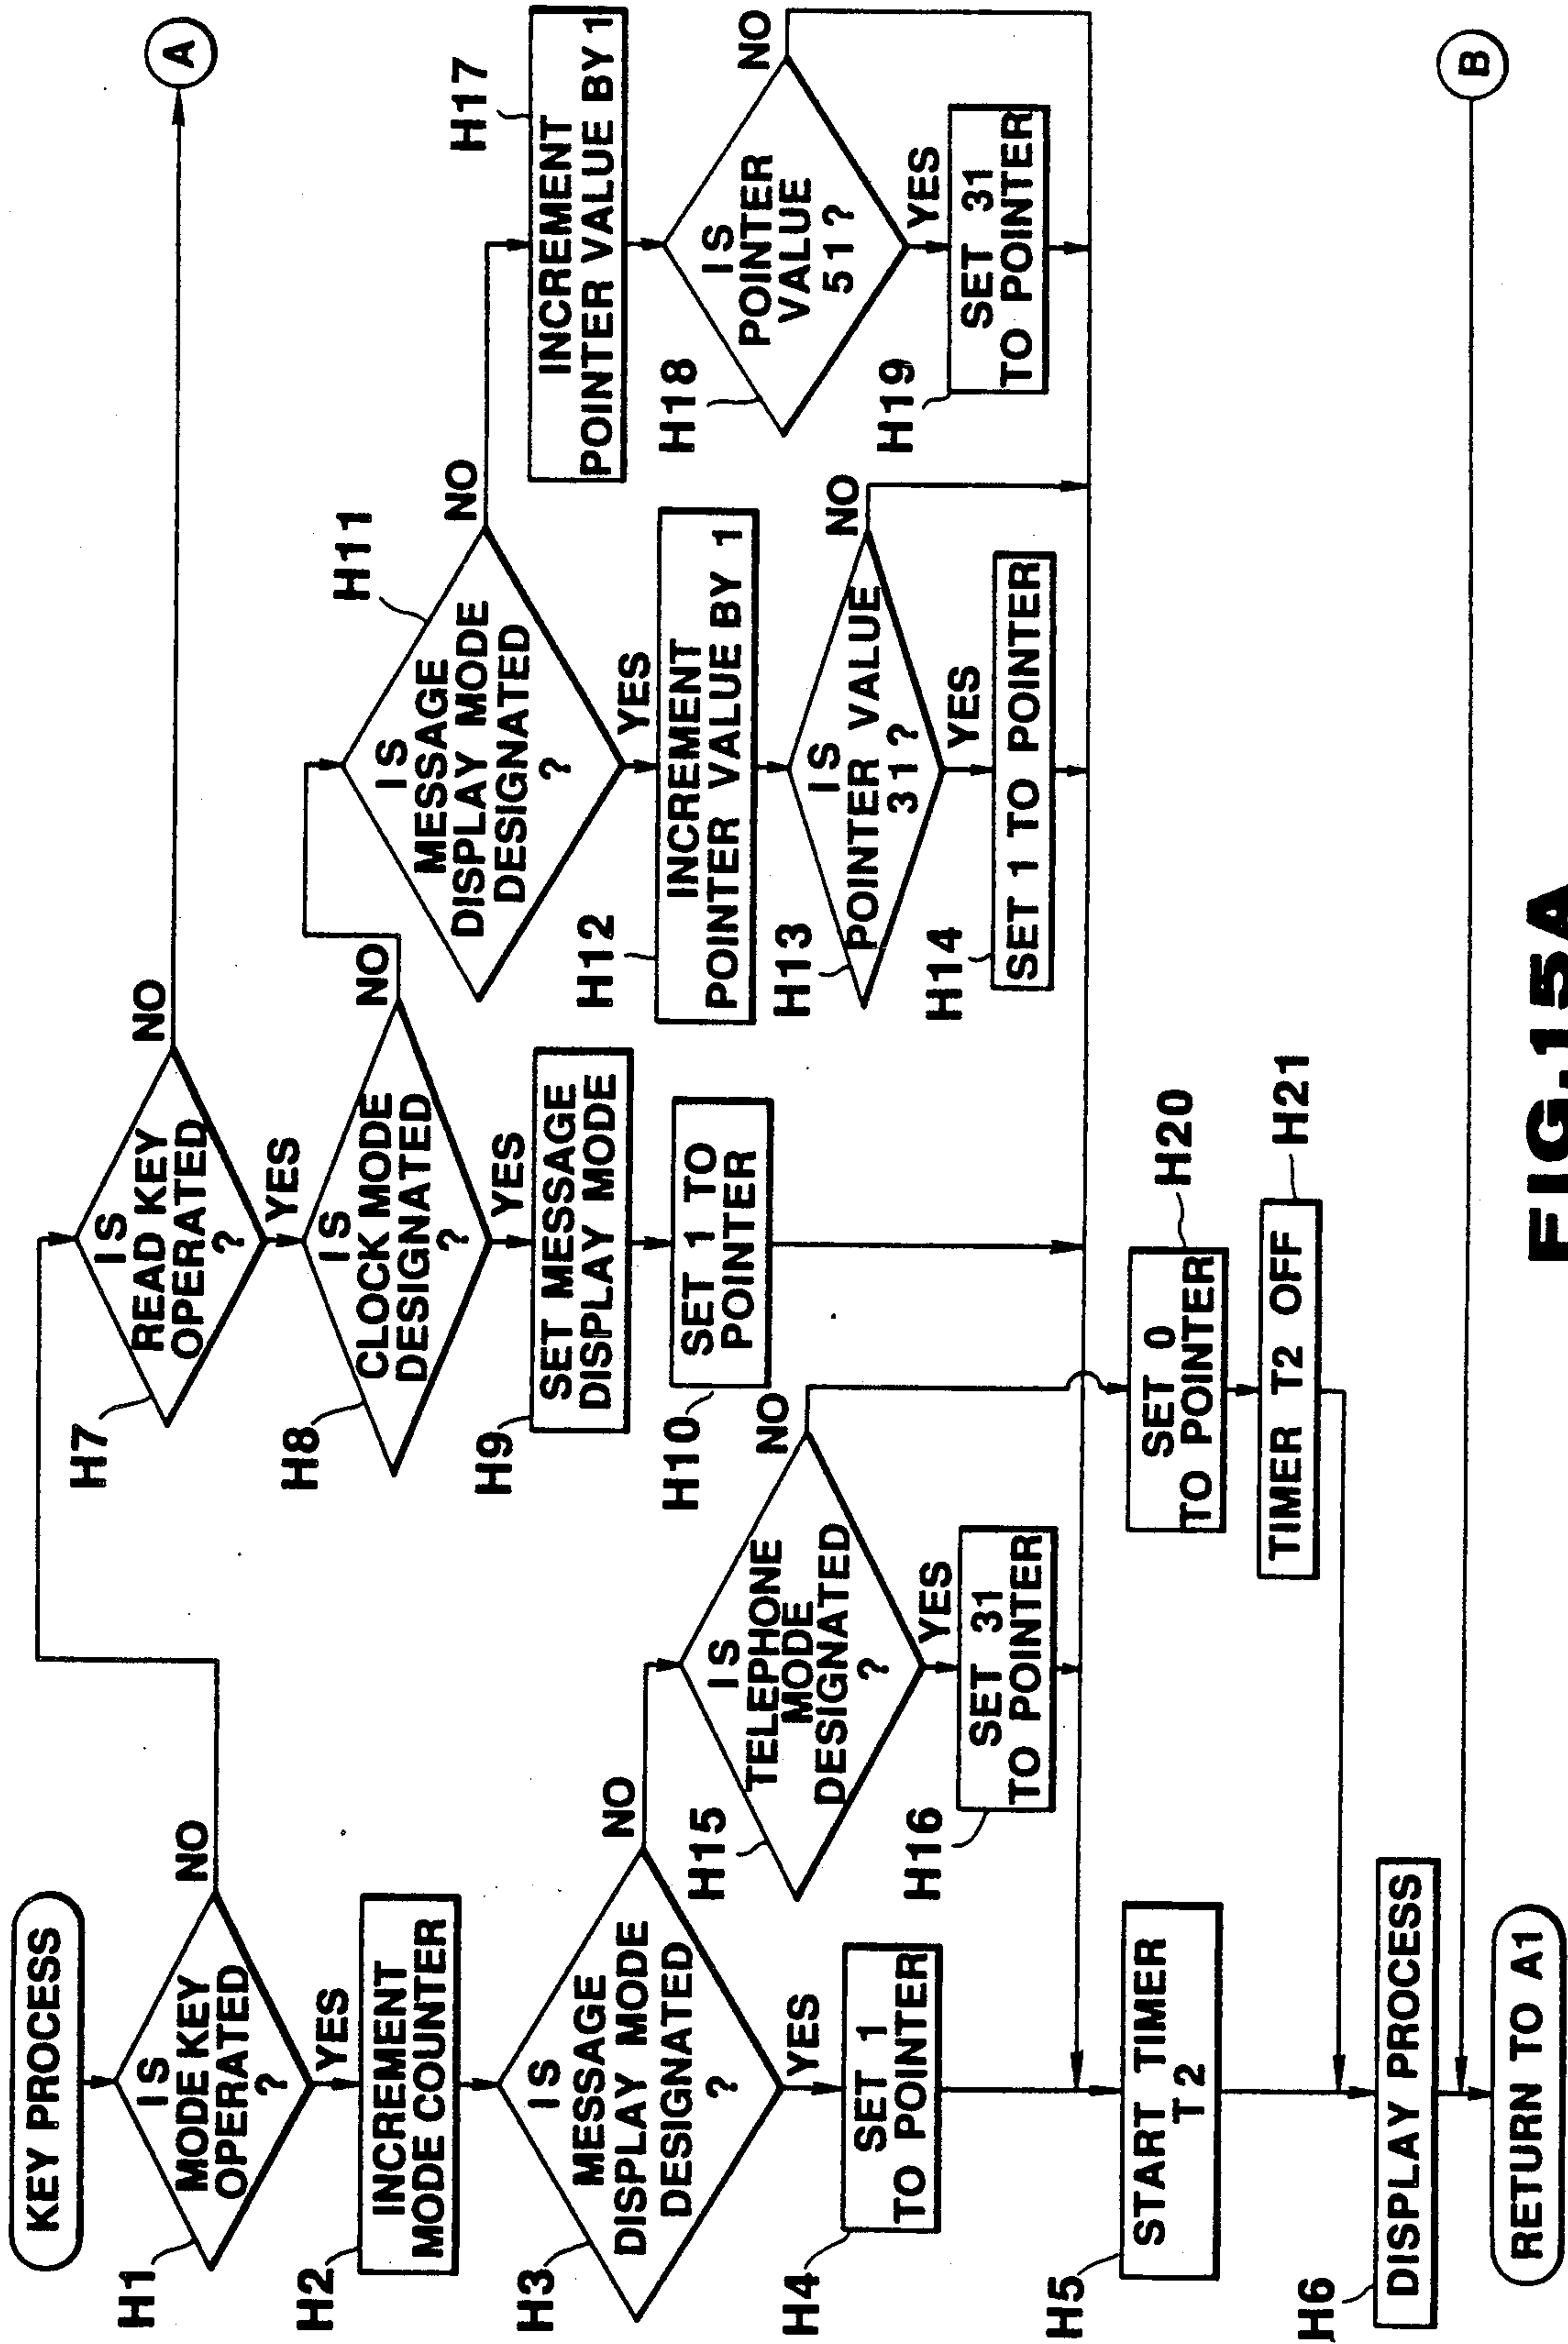 KEY PROCESS
H1
IS
MODE KEY
OPERATED
?
NO
YES
H2
INCREMENT
MODE COUNTER
H3
IS
MESSAGE
DISPLAY MODE
DESIGNATED
?
NO
YES
H4
SET 1
TO POINTER
H5
START TIMER
T2
H6
DISPLAY PROCESS
RETURN TO A1
H15
IS
TELEPHONE
MODE
DESIGNATED
?
NO
YES
H16
SET 31
TO POINTER
H7
IS
READ KEY
OPERATED
?
NO
YES
H8
IS
CLOCK MODE
DESIGNATED
?
NO
YES
H9
SET MESSAGE
DISPLAY MODE
H10
SET 1 TO
POINTER
H20
SET 0
TO POINTER
H21
TIMER T2 OFF
H11
IS
MESSAGE
DISPLAY MODE
DESIGNATED
?
NO
YES
H12
INCREMENT
POINTER VALUE BY 1
H13
IS
POINTER VALUE
31?
NO
YES
H14
SET 1 TO POINTER
H17
INCREMENT
POINTER VALUE BY 1
H18
IS
POINTER
VALUE
51?
NO
YES
H19
SET 31
TO POINTER
A
B
FIG.15A